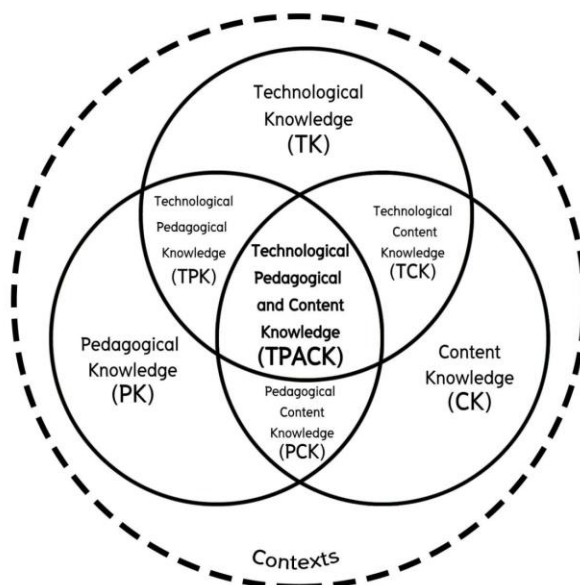 Technological
Knowledge
(TK)
Technological
Pedagogical
Knowledge
(TPK)
Technological
Content
Knowledge
(TCK)
Technological
Pedagogical
and Content
Knowledge
(TPACK)
Pedagogical
Knowledge
(PK)
Content
Knowledge
(CK)
Pedagogical
Content
Knowledge
(PCK)
Contexts